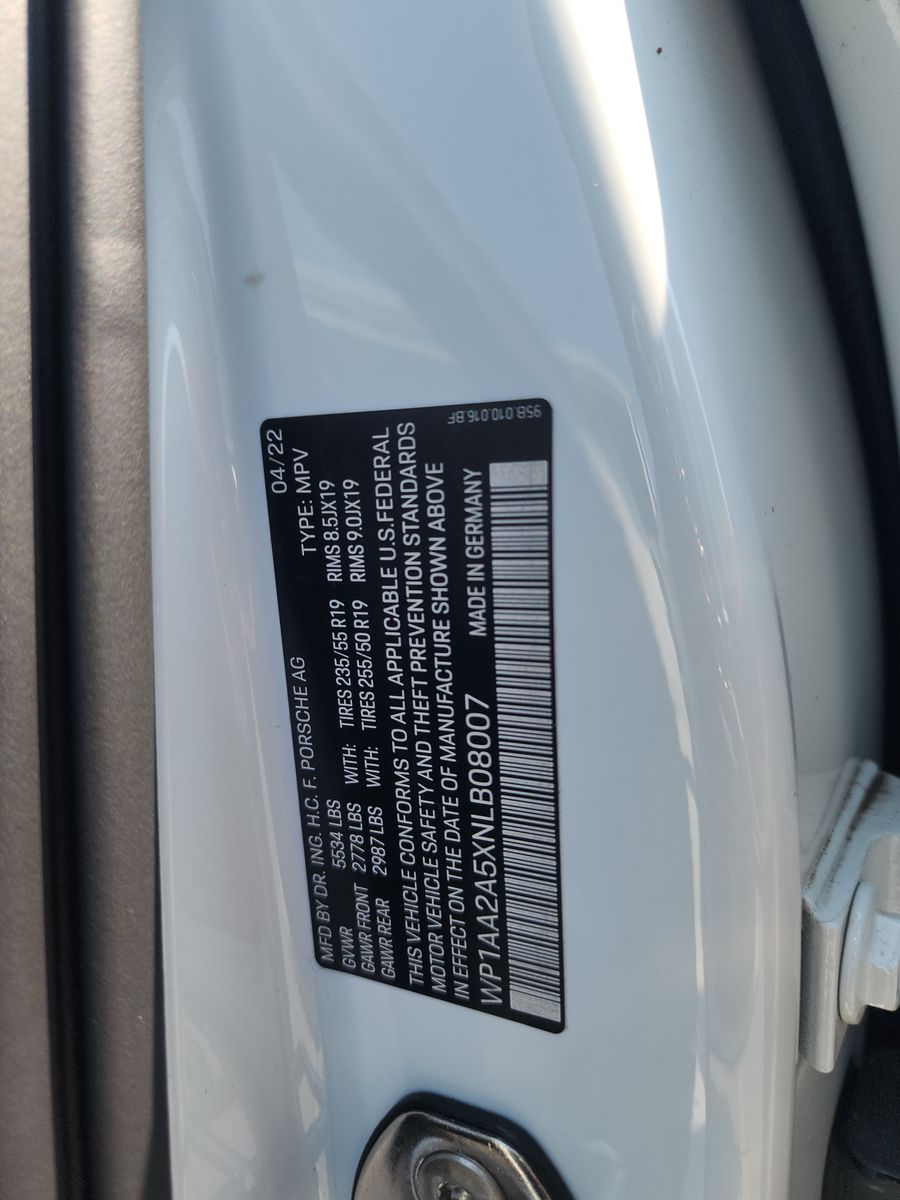 MFD BY DR. ING. H.C. F. PORSCHE AG 04/22
GVWR 5534 LBS TYPE: MPV
GAWR FRONT 2778 LBS WITH: TIRES 235/55 R19 RIMS 8.5JX19
GAWR REAR 2987 LBS WITH: TIRES 255/50 R19 RIMS 9.0JX19
THIS VEHICLE CONFORMS TO ALL APPLICABLE U.S.FEDERAL
MOTOR VEHICLE SAFETY AND THEFT PREVENTION STANDARDS
IN EFFECT ON THE DATE OF MANUFACTURE SHOWN ABOVE
WP1AA2A5XNLB08007 MADE IN GERMANY
95B.010.016.BF